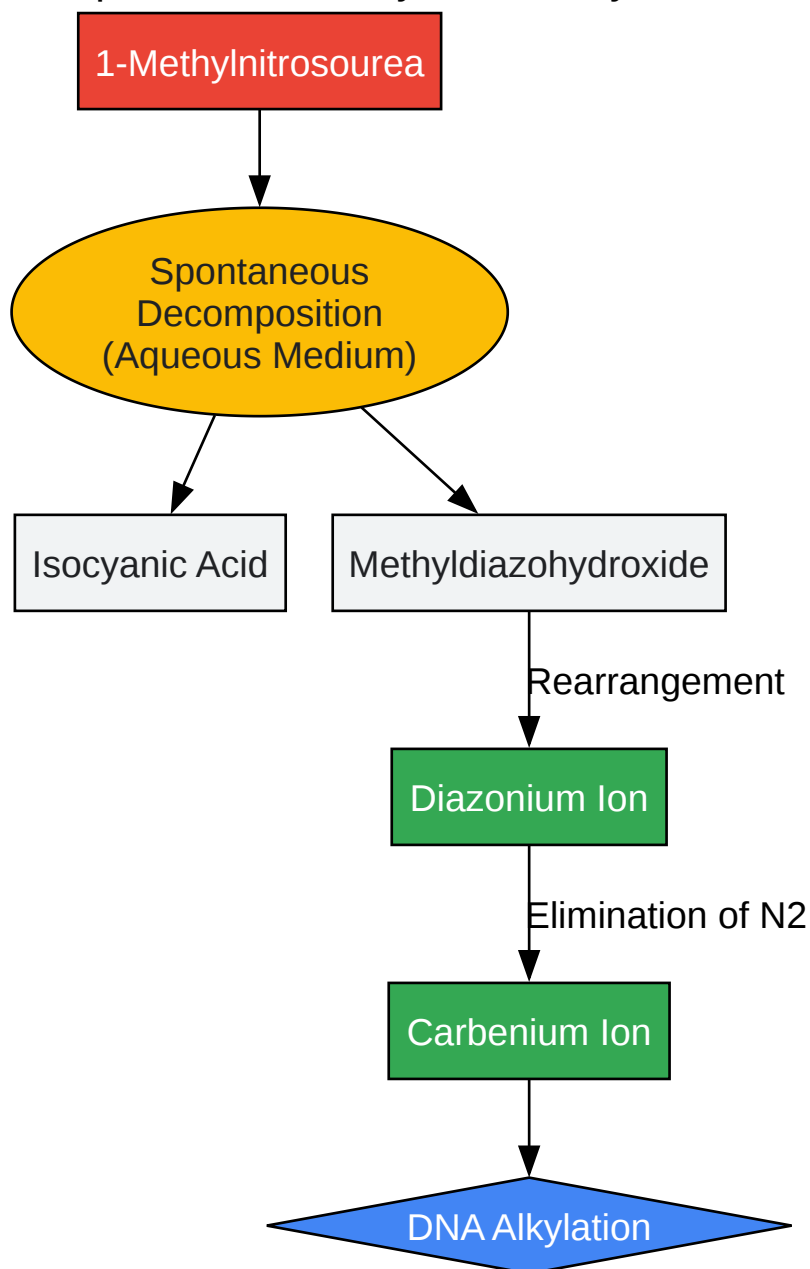 1-Methylnitrosourea
Spontaneous
Decomposition
(Aqueous Medium)
Isocyanic Acid
Methyldiazohydroxide
Rearrangement
Diazonium Ion
Elimination of N2
Carbenium Ion
DNA Alkylation